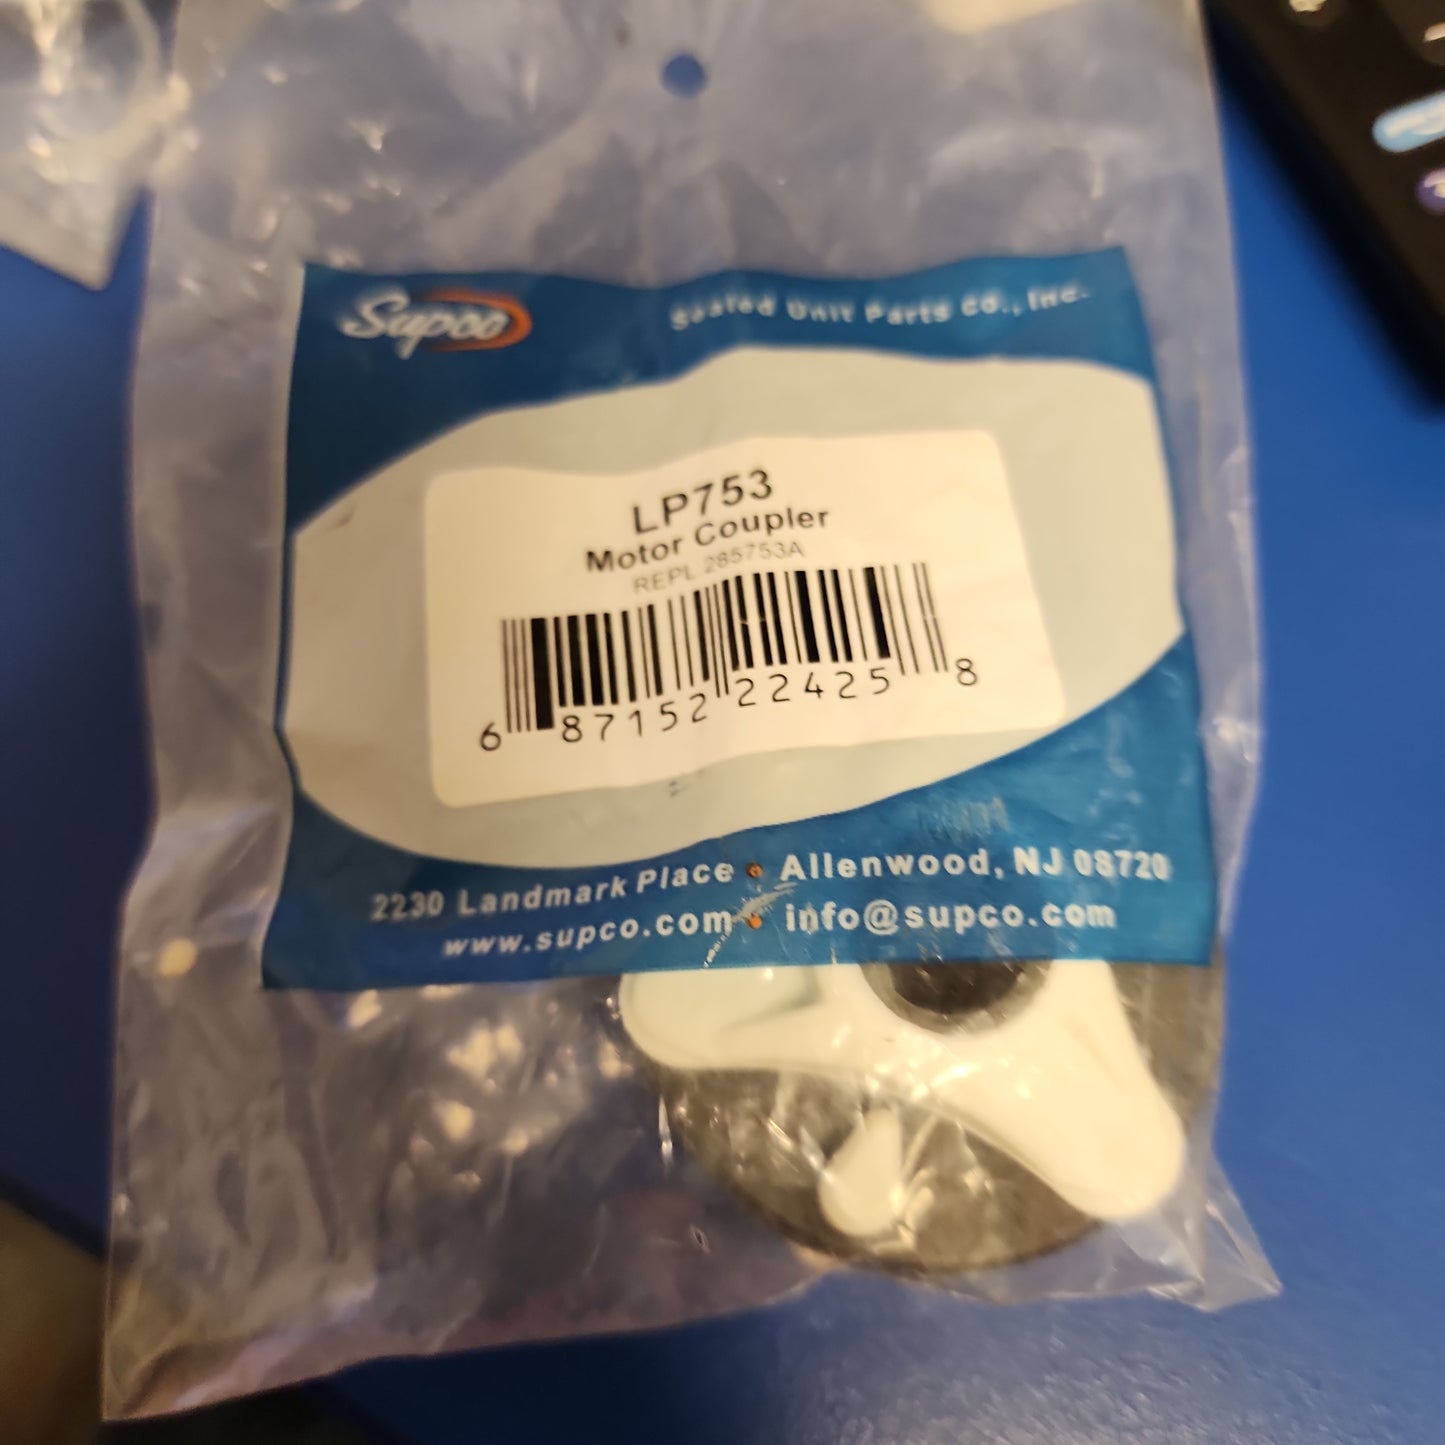 Supco
Sealed Unit Parts Co., Inc.
LP753
Motor Coupler
REPL 285753A
6 87152 22425 8
2230 Landmark Place • Allenwood, NJ 08720
www.supco.com • info@supco.com